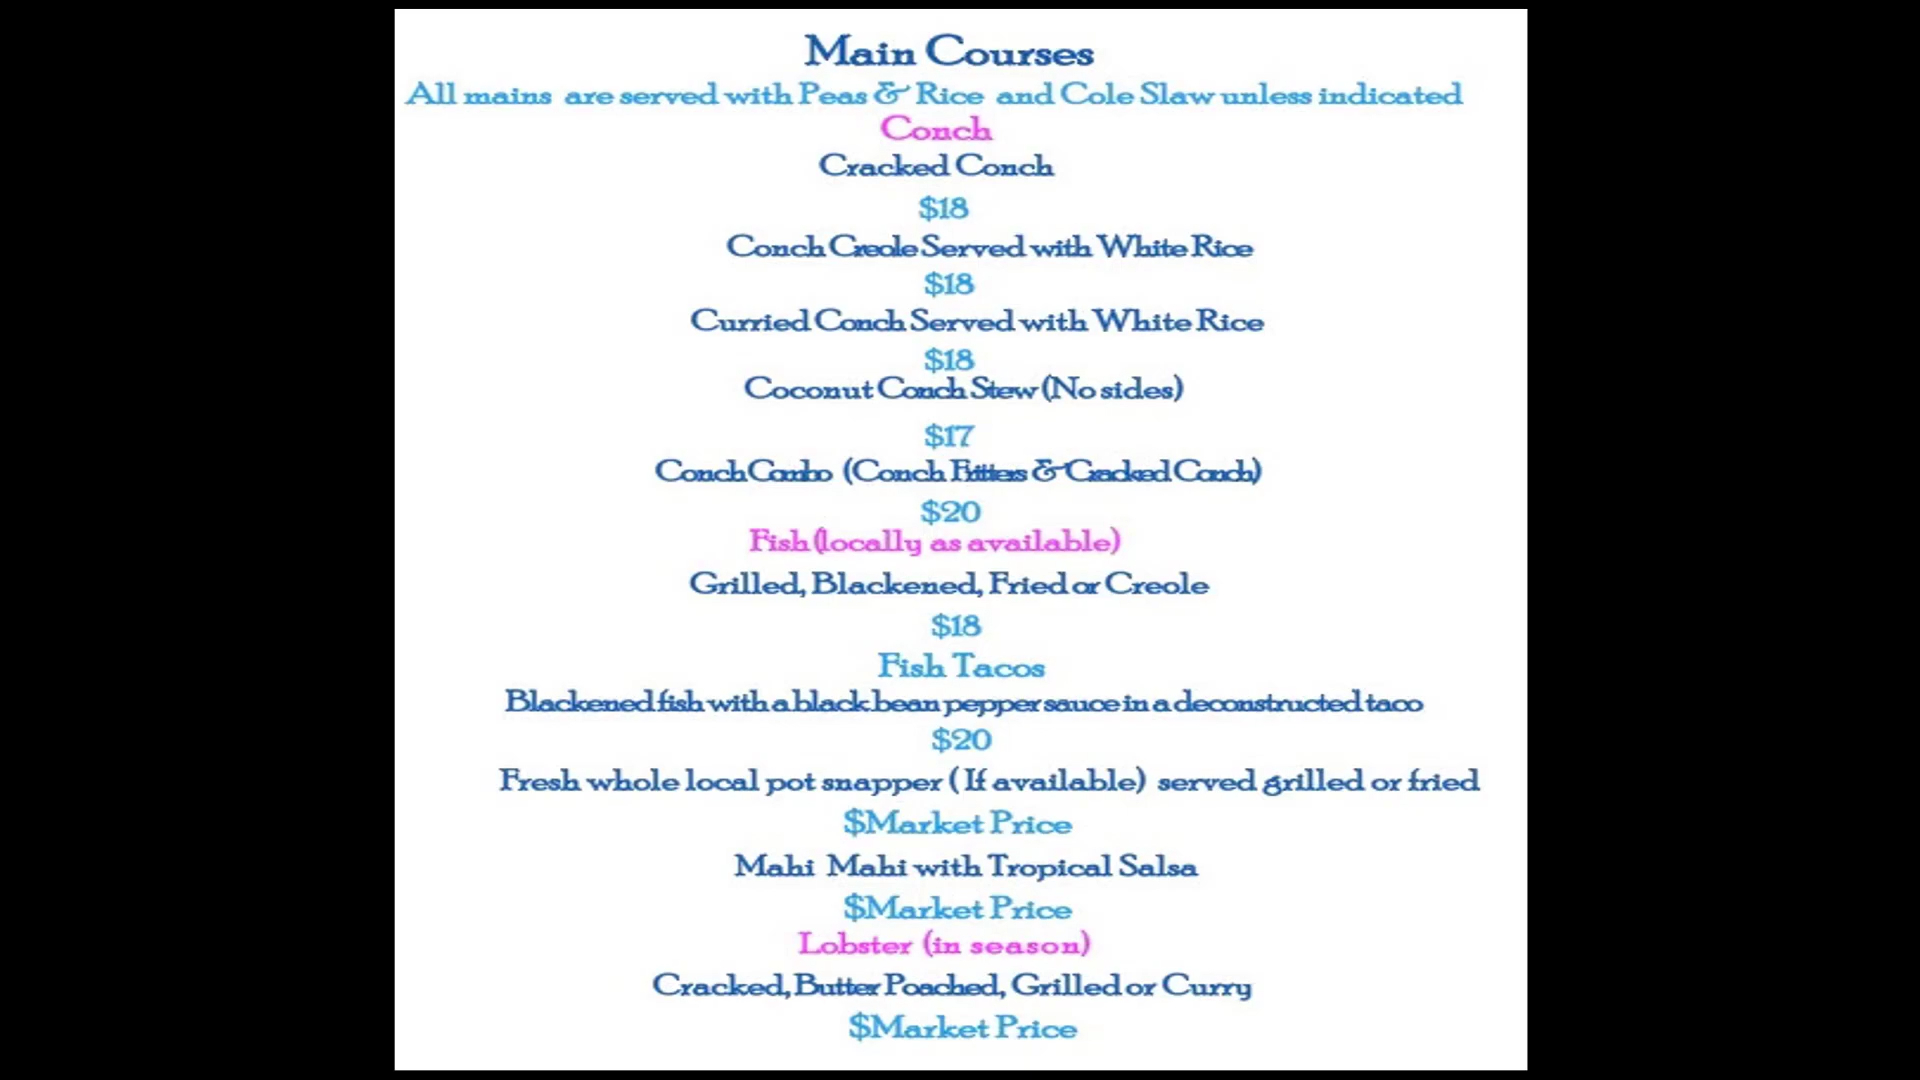 Main Courses
All mains are served with Peas & Rice and Cole Slaw unless indicated
Conch
Cracked Conch
$18
Conch Creole Served with White Rice
$18
Curried Conch Served with White Rice
$18
Coconut Conch Stew (No sides)
$17
Conch Combo (Conch Fritters & Cracked Conch)
$20
Fish (locally as available)
Grilled, Blackened, Fried or Creole
$18
Fish Tacos
Blackened fish with a black bean pepper sauce in a deconstructed taco
$20
Fresh whole local pot snapper ( If available) served grilled or fried
$Market Price
Mahi Mahi with Tropical Salsa
$Market Price
Lobster (in season)
Cracked, Butter Poached, Grilled or Curry
$Market Price